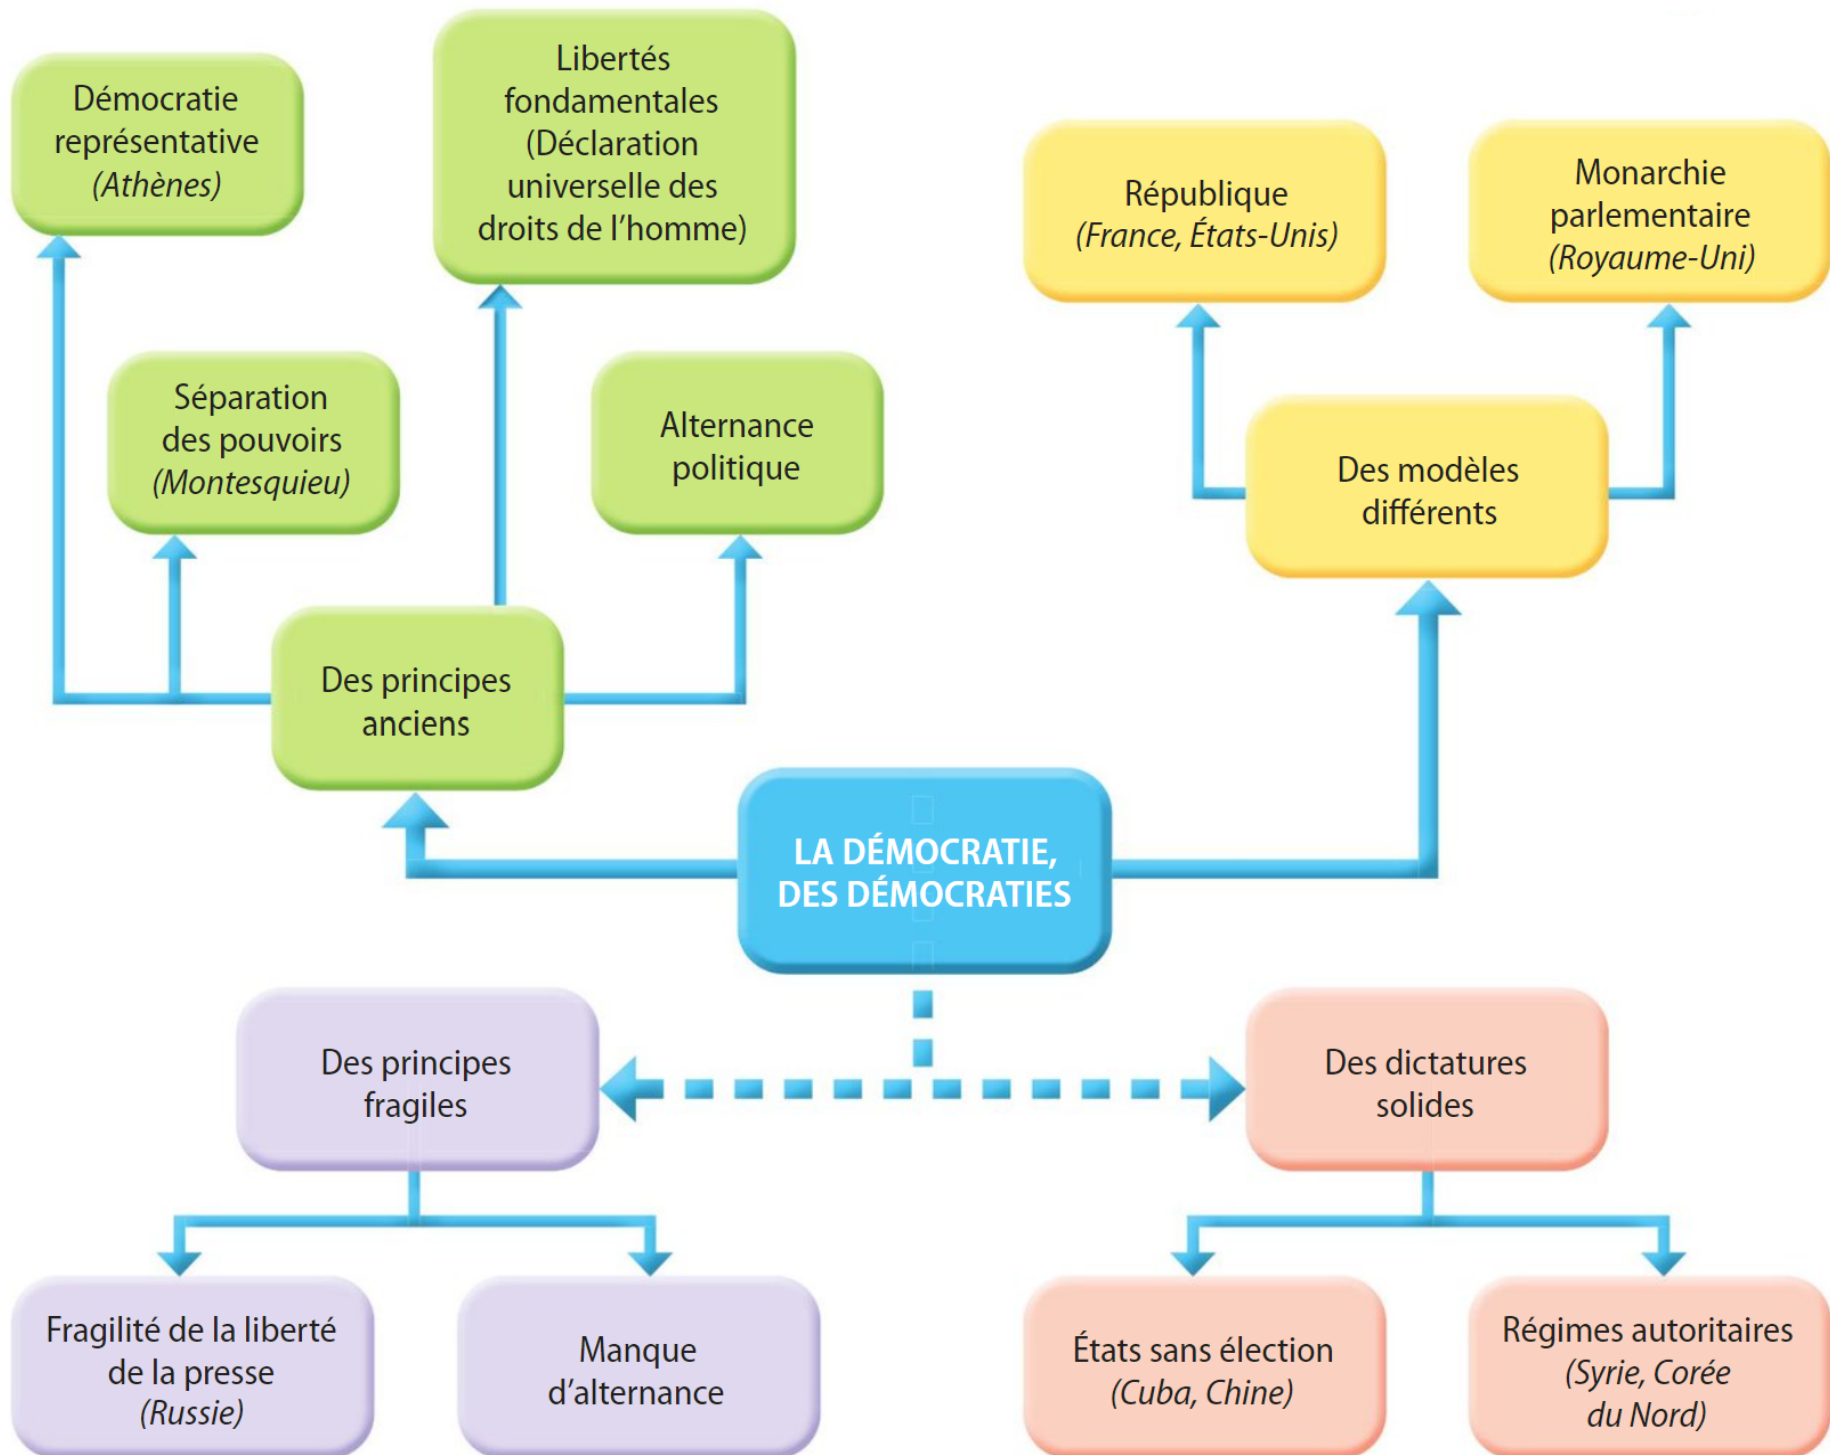 Démocratie
représentative
(Athènes)
Libertés
fondamentales
(Déclaration
universelle des
droits de l'homme)
République
(France, États-Unis)
Monarchie
parlementaire
(Royaume-Uni)
Séparation
des pouvoirs
(Montesquieu)
Alternance
politique
Des modèles
différents
Des principes
anciens
LA DÉMOCRATIE,
DES DÉMOCRATIES
Des principes
fragiles
Des dictatures
solides
Fragilité de la liberté
de la presse
(Russie)
Manque
d'alternance
États sans élection
(Cuba, Chine)
Régimes autoritaires
(Syrie, Corée
du Nord)